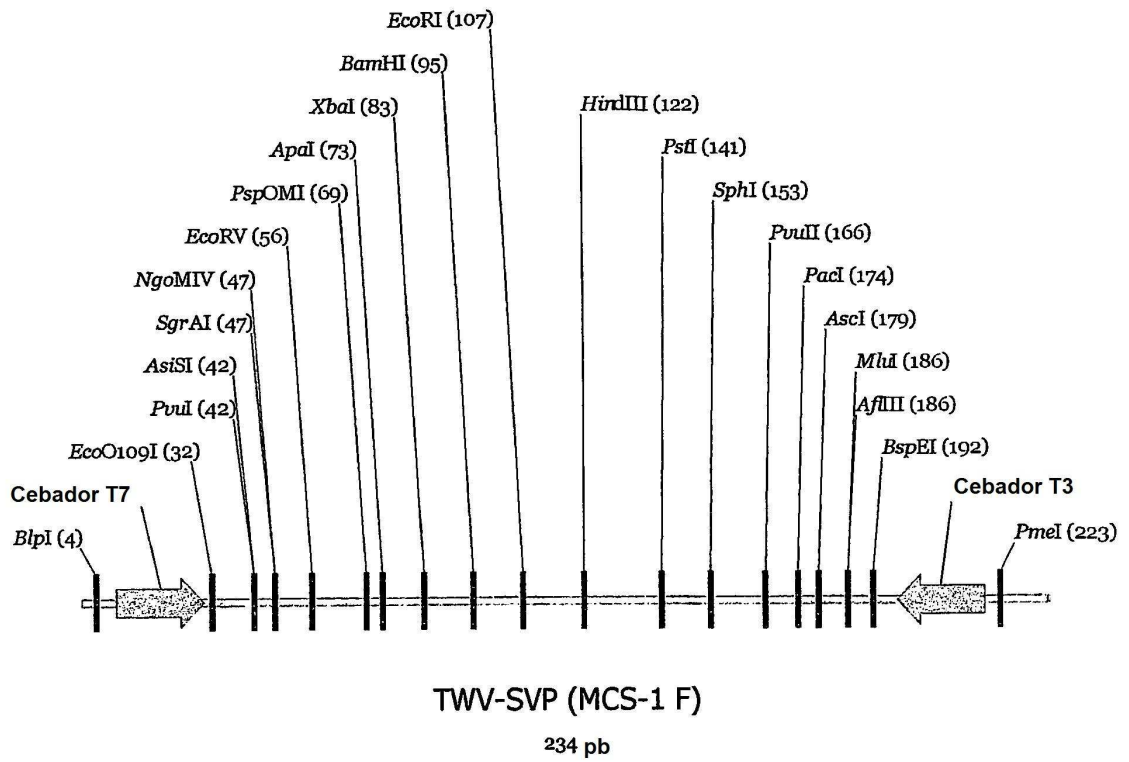 EcoRI (107)
BamHI (95)
XbaI (83)
HindIII (122)
ApaI (73)
PstI (141)
PspOMI (69)
SphI (153)
EcoRV (56)
PvuII (166)
NgoMIV (47)
PacI (174)
SgrAI (47)
AscI (179)
AsiSI (42)
MluI (186)
PvuI (42)
AflIII (186)
EcoO109I (32)
BspEI (192)
Cebador T7
Cebador T3
BlpI (4)
PmeI (223)
TWV-SVP (MCS-1 F)
234 pb